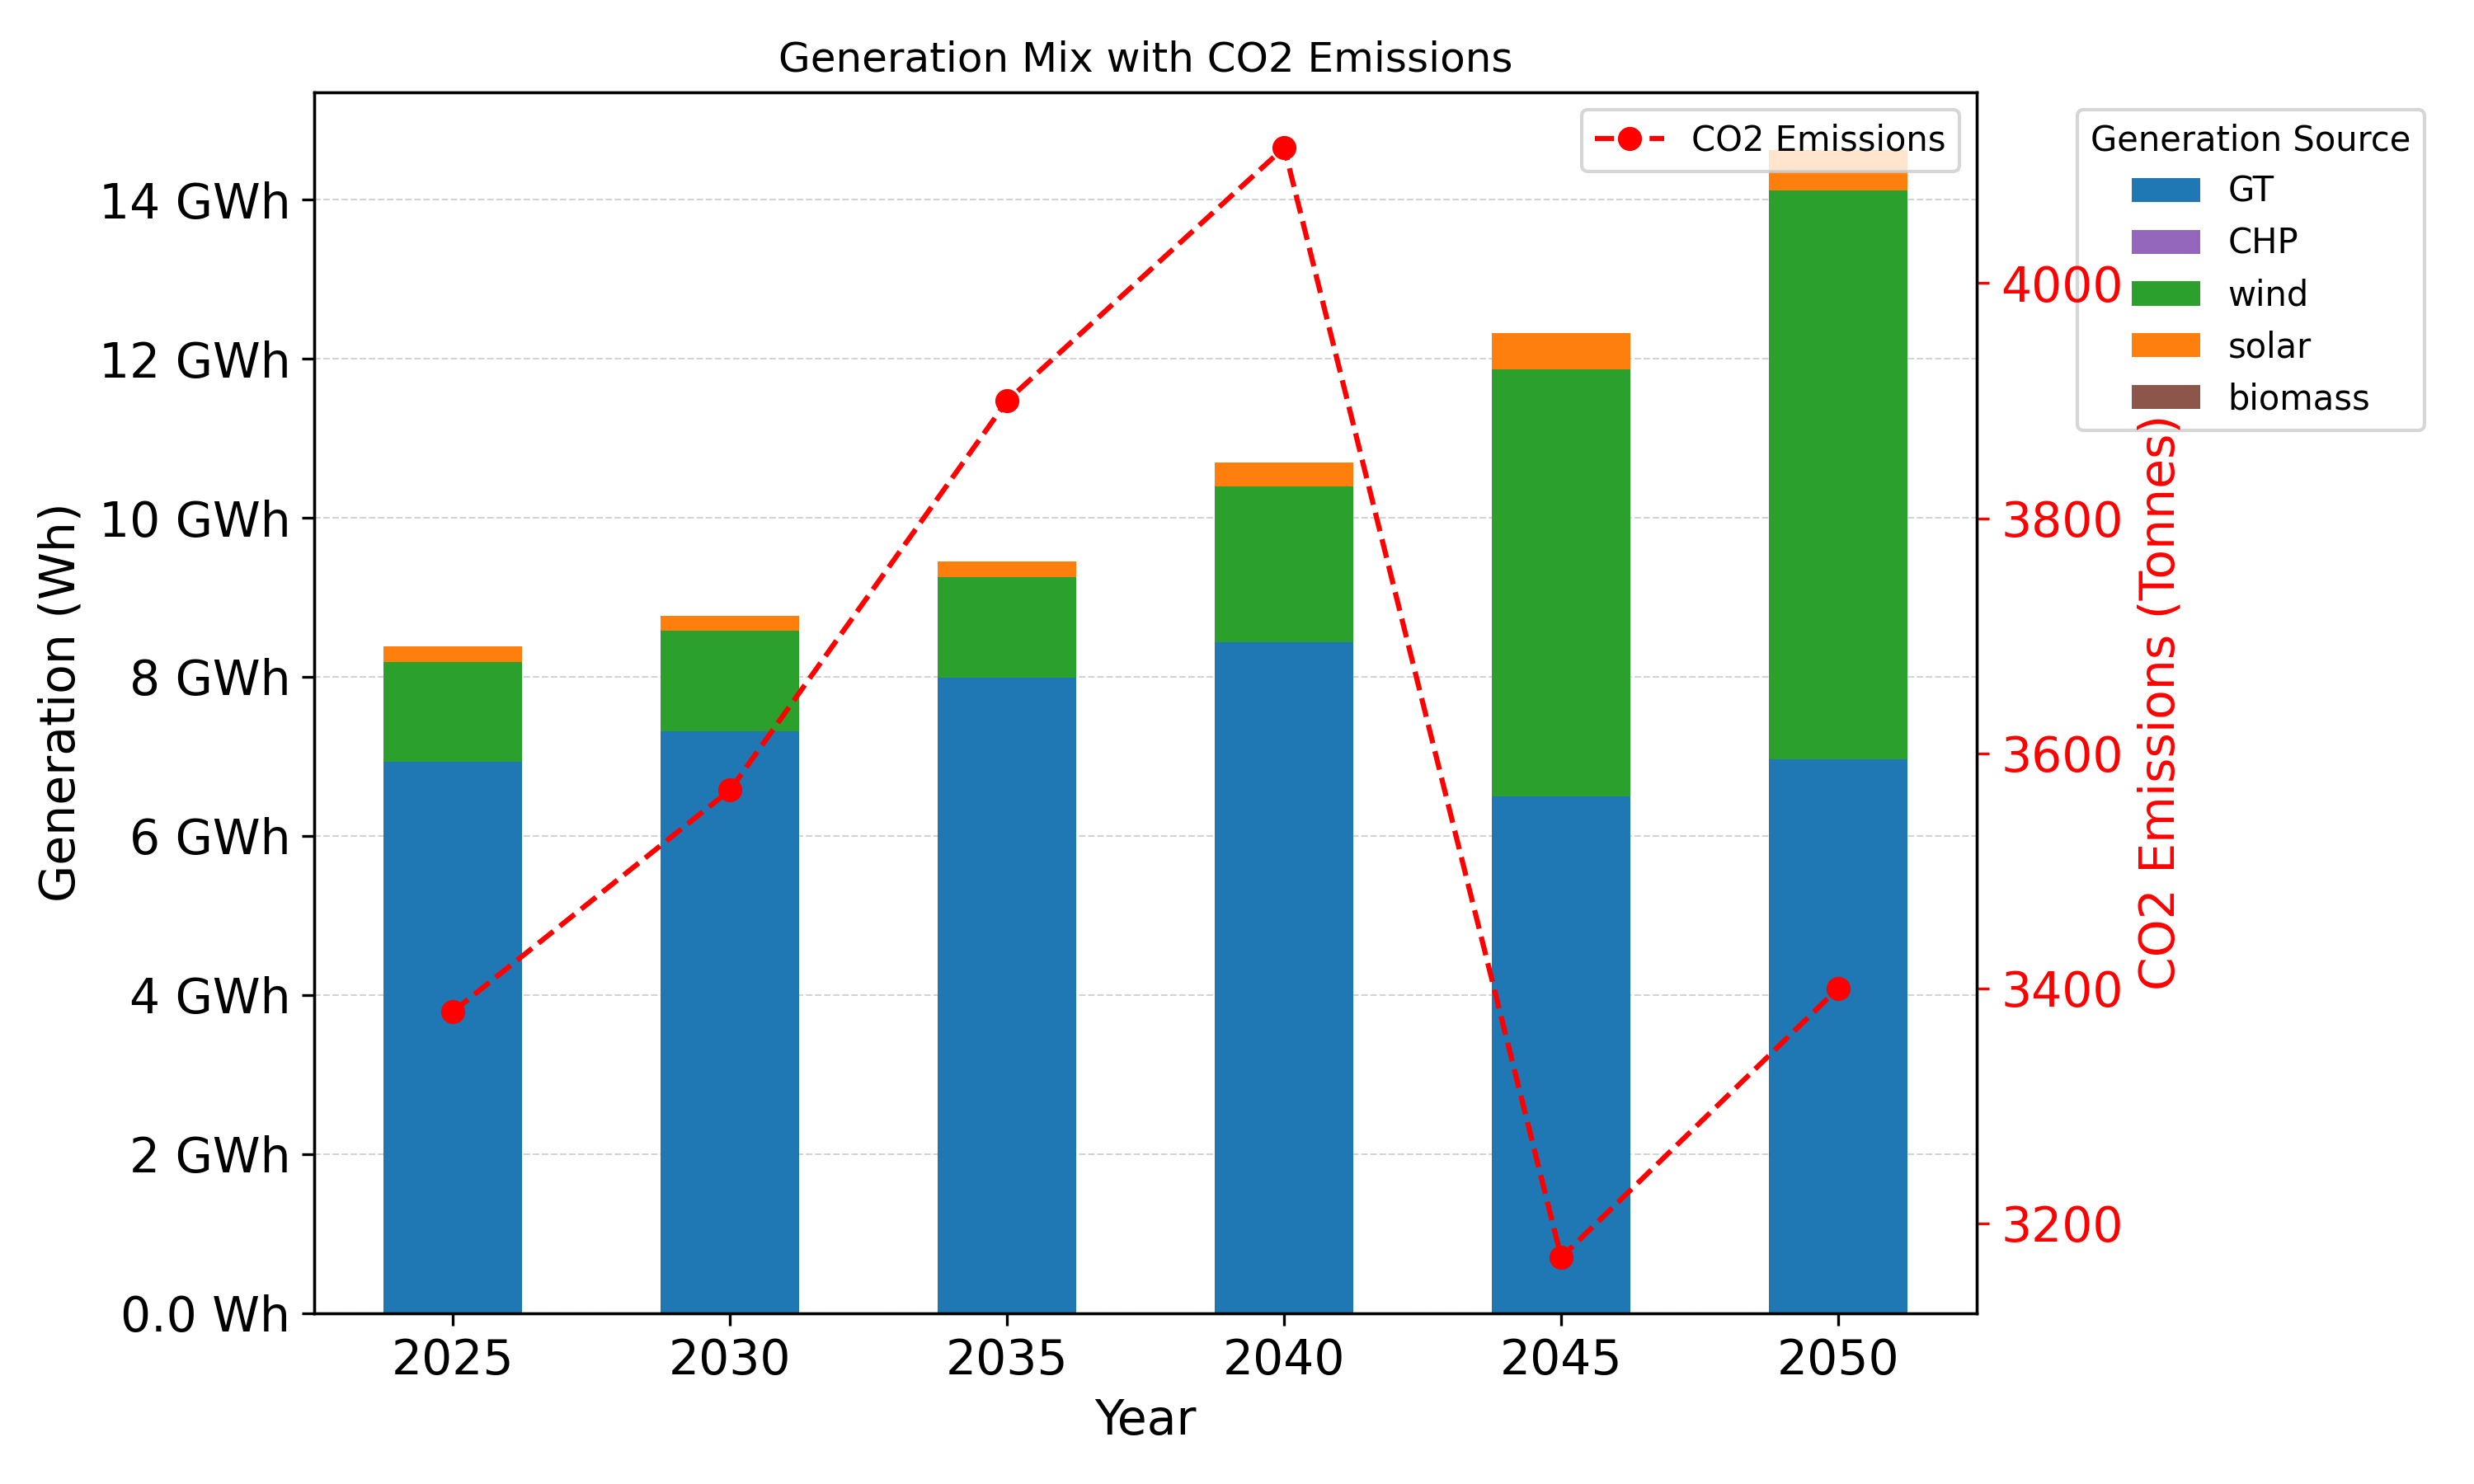 Generation Mix with CO2 Emissions
CO2 Emissions
Generation Source
GT
CHP
wind
solar
biomass
Generation (Wh)
14 GWh
12 GWh
10 GWh
8 GWh
6 GWh
4 GWh
2 GWh
0.0 Wh
4000
3800
3600
3400
3200
CO2 Emissions (Tonnes)
2025
2030
2035
2040
2045
2050
Year